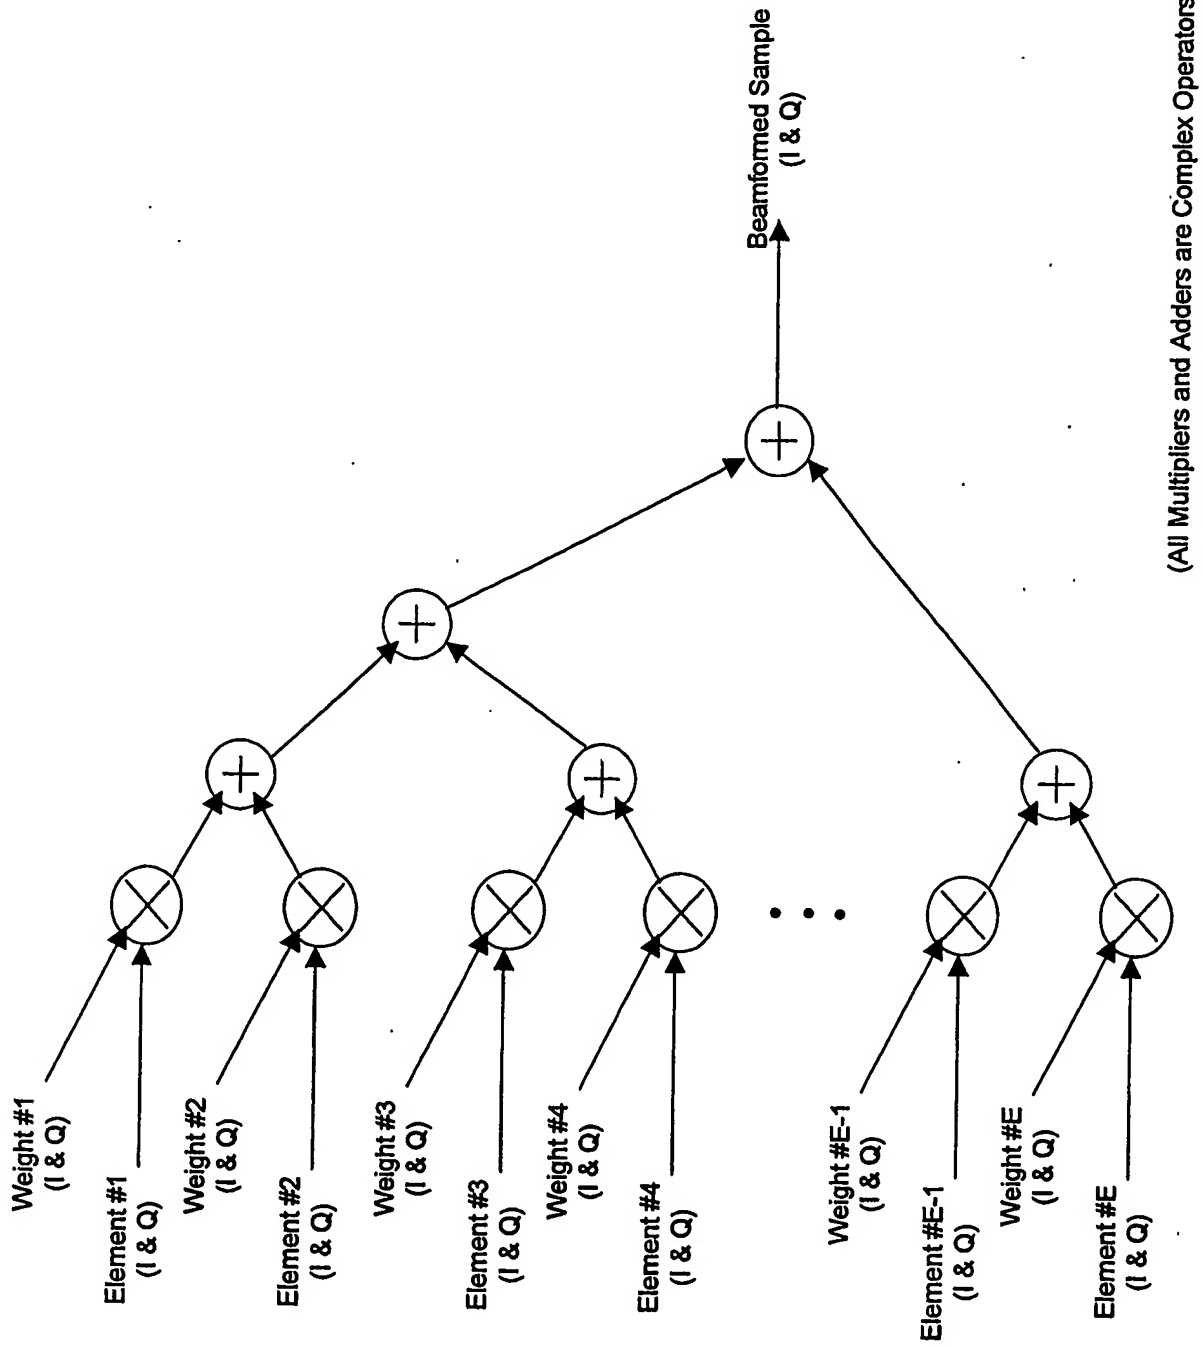 Weight #1
(I & Q)
Element #1
(I & Q)
Weight #2
(I & Q)
Element #2
(I & Q)
Weight #3
(I & Q)
Element #3
(I & Q)
Weight #4
(I & Q)
Element #4
(I & Q)
Weight #E-1
(I & Q)
Element #E-1
(I & Q)
Weight #E
(I & Q)
Element #E
(I & Q)
Beamformed Sample
(I & Q)
(All Multipliers and Adders are Complex Operators